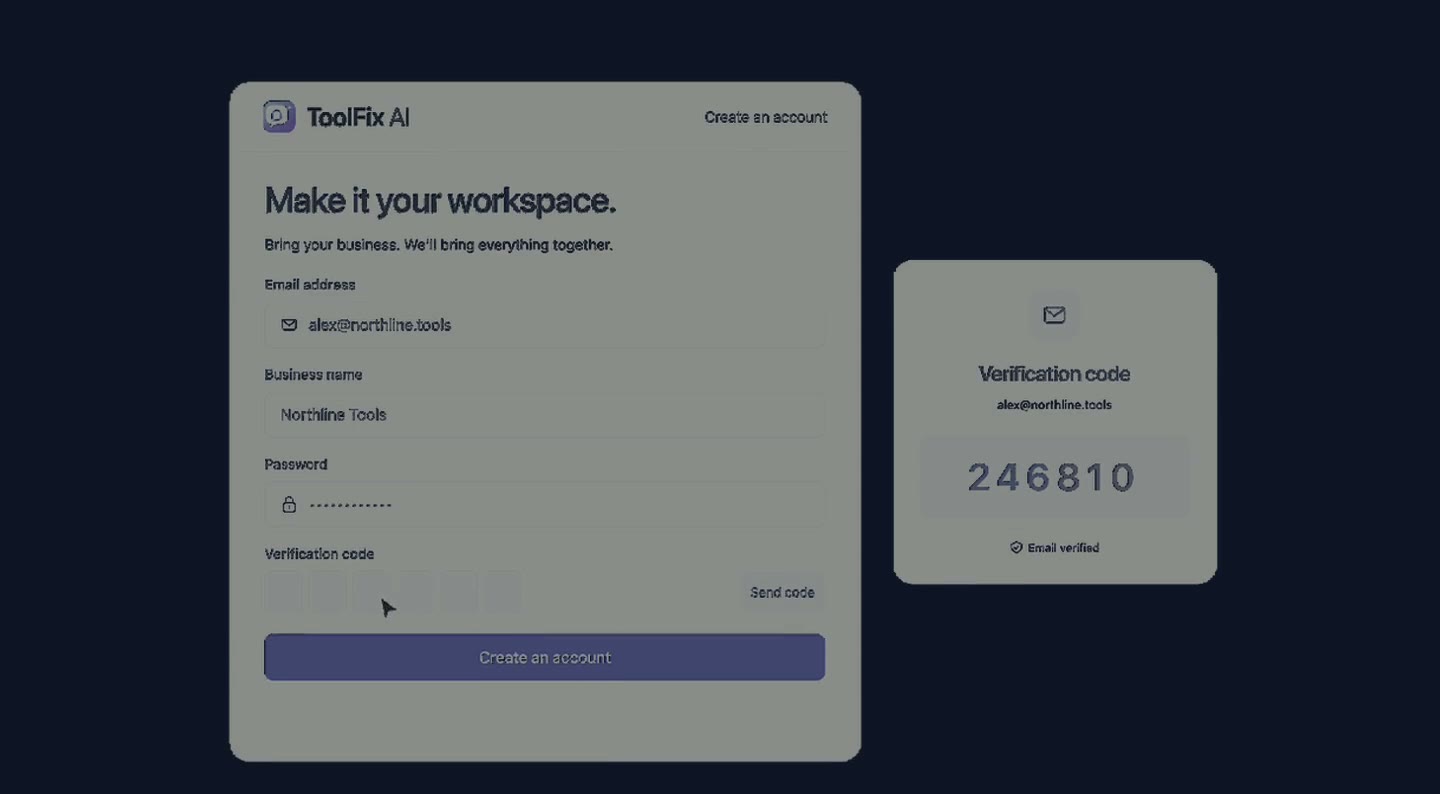 ToolFix AI
Create an account
Make it your workspace.
Bring your business. We'll bring everything together.
Email address
alex@northline.tools
Business name
Northline Tools
Password
••••••••••••
Verification code
Send code
Create an account
Verification code
alex@northline.tools
246810
Email verified